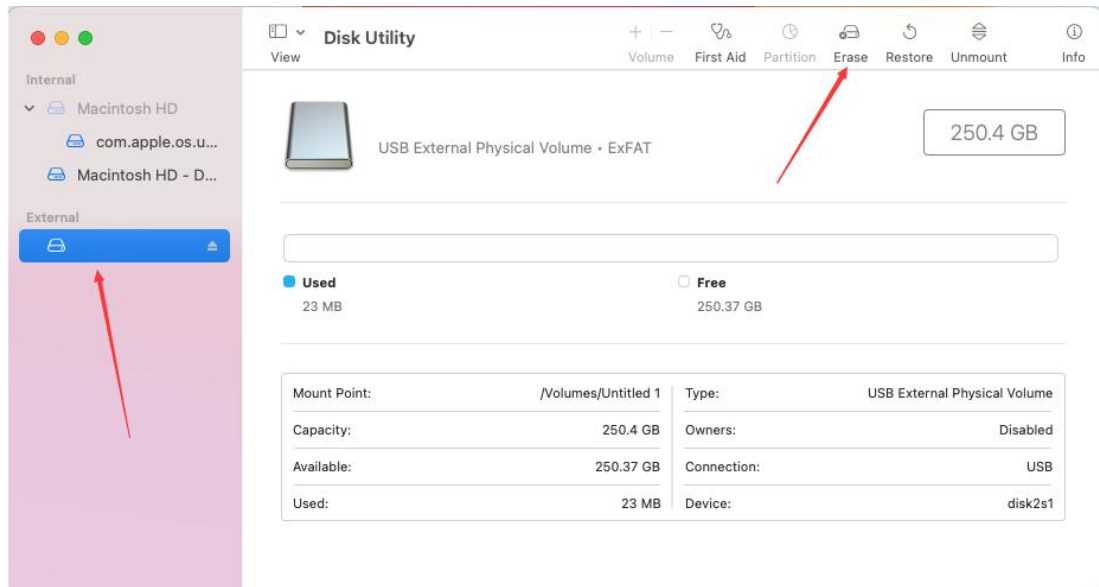 Disk Utility
View
Volume
First Aid
Partition
Erase
Restore
Unmount
Info
Internal
Macintosh HD
com.apple.os.u...
Macintosh HD - D...
External
USB External Physical Volume • ExFAT
250.4 GB
Used
23 MB
Free
250.37 GB
Mount Point: /Volumes/Untitled 1
Type: USB External Physical Volume
Capacity: 250.4 GB
Owners: Disabled
Available: 250.37 GB
Connection: USB
Used: 23 MB
Device: disk2s1